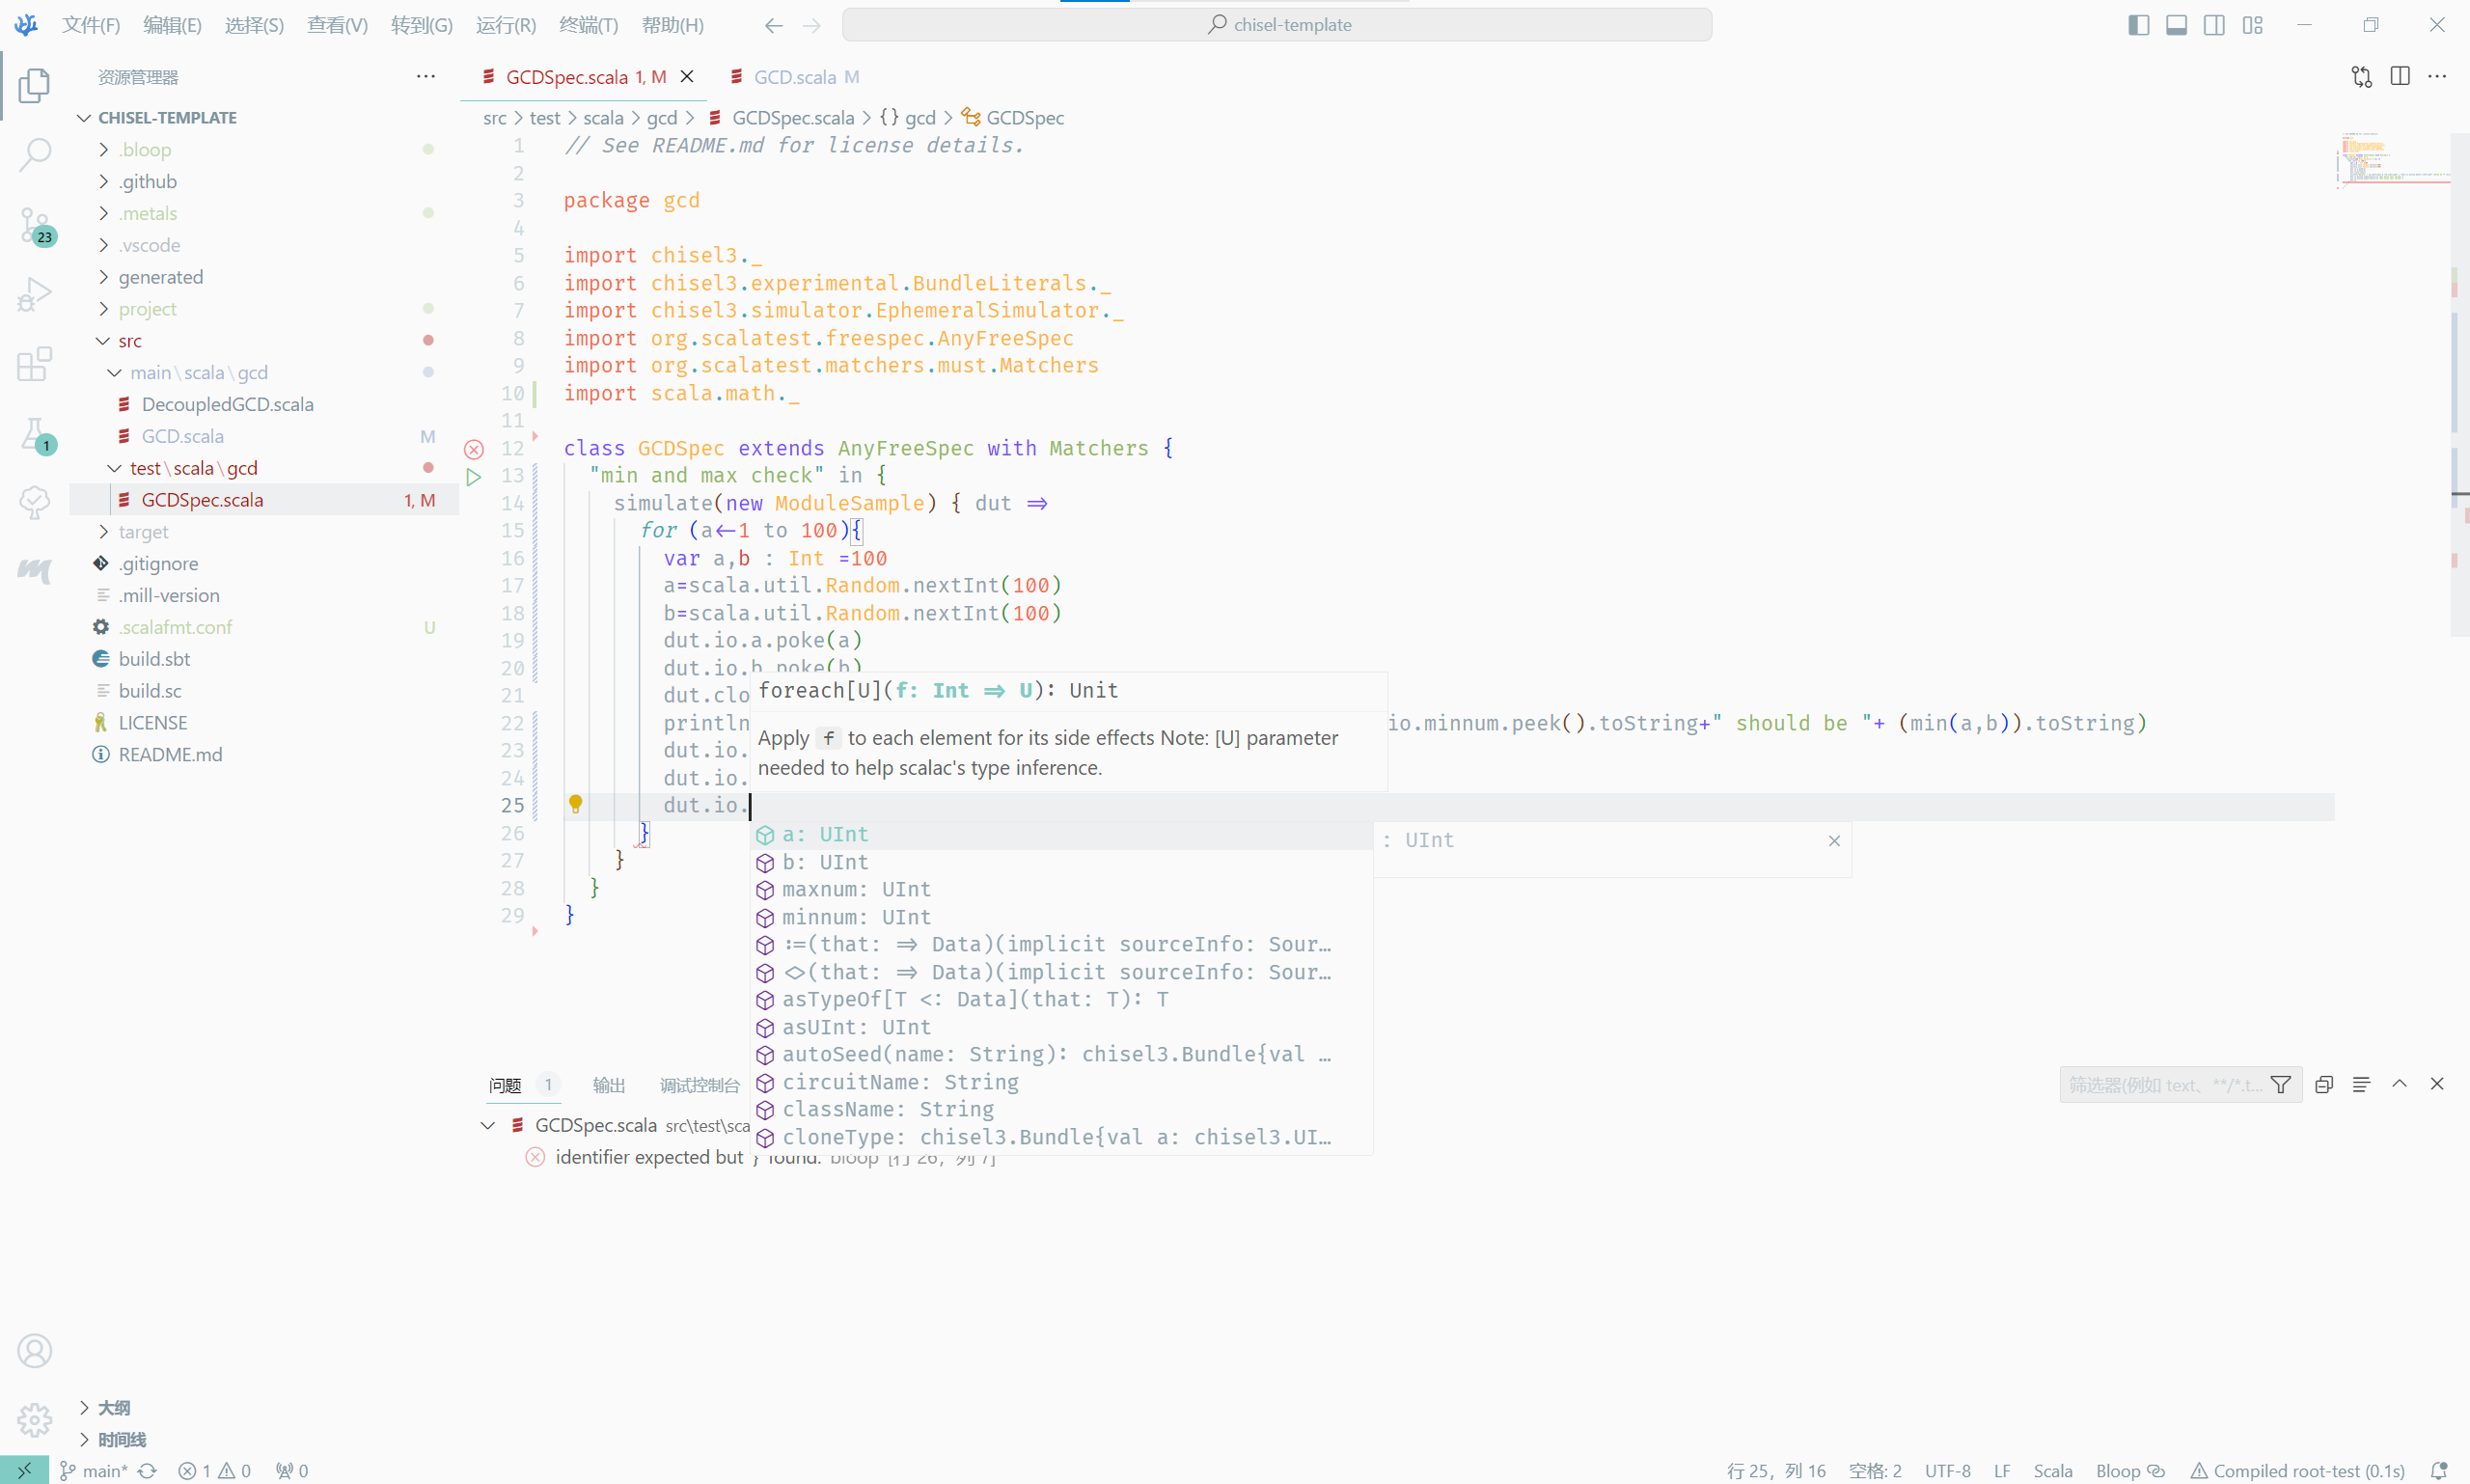 文件(F) 编辑(E) 选择(S) 查看(V) 转到(G) 运行(R) 终端(T) 帮助(H)
chisel-template
资源管理器
CHISEL-TEMPLATE
.bloop
.github
.metals
.vscode
generated
project
src
main\scala\gcd
DecoupledGCD.scala
GCD.scala M
test\scala\gcd
GCDSpec.scala 1, M
target
.gitignore
.mill-version
.scalafmt.conf U
build.sbt
build.sc
LICENSE
README.md
大纲
时间线
23
1
GCDSpec.scala 1, M GCD.scala M
src > test > scala > gcd > GCDSpec.scala > {} gcd > GCDSpec
1 // See README.md for license details.
2
3 package gcd
4
5 import chisel3._
6 import chisel3.experimental.BundleLiterals._
7 import chisel3.simulator.EphemeralSimulator._
8 import org.scalatest.freespec.AnyFreeSpec
9 import org.scalatest.matchers.must.Matchers
10 import scala.math._
11
12 class GCDSpec extends AnyFreeSpec with Matchers {
13 "min and max check" in {
14 simulate(new ModuleSample) { dut =>
15 for (a<-1 to 100){
16 var a,b : Int =100
17 a=scala.util.Random.nextInt(100)
18 b=scala.util.Random.nextInt(100)
19 dut.io.a.poke(a)
20 dut.io.b.poke(b)
21 dut.clo
22 println io.minnum.peek().toString+" should be "+ (min(a,b)).toString)
23 dut.io.
24 dut.io.
25 dut.io.
26 }
27 }
28 }
29 }
foreach[U](f: Int => U): Unit
Apply f to each element for its side effects Note: [U] parameter
needed to help scalac's type inference.
a: UInt
b: UInt
maxnum: UInt
minnum: UInt
:=(that: => Data)(implicit sourceInfo: Sour...
<>(that: => Data)(implicit sourceInfo: Sour...
asTypeOf[T <: Data](that: T): T
asUInt: UInt
autoSeed(name: String): chisel3.Bundle{val ...
circuitName: String
className: String
cloneType: chisel3.Bundle{val a: chisel3.UI...
: UInt
问题 1 输出 调试控制台
筛选器(例如 text、**/*.t...
GCDSpec.scala src\test\sca
identifier expected but } found. bloop [行 26，列 7]
main* 1 0 0
行 25，列 16 空格: 2 UTF-8 LF Scala Bloop Compiled root-test (0.1s)